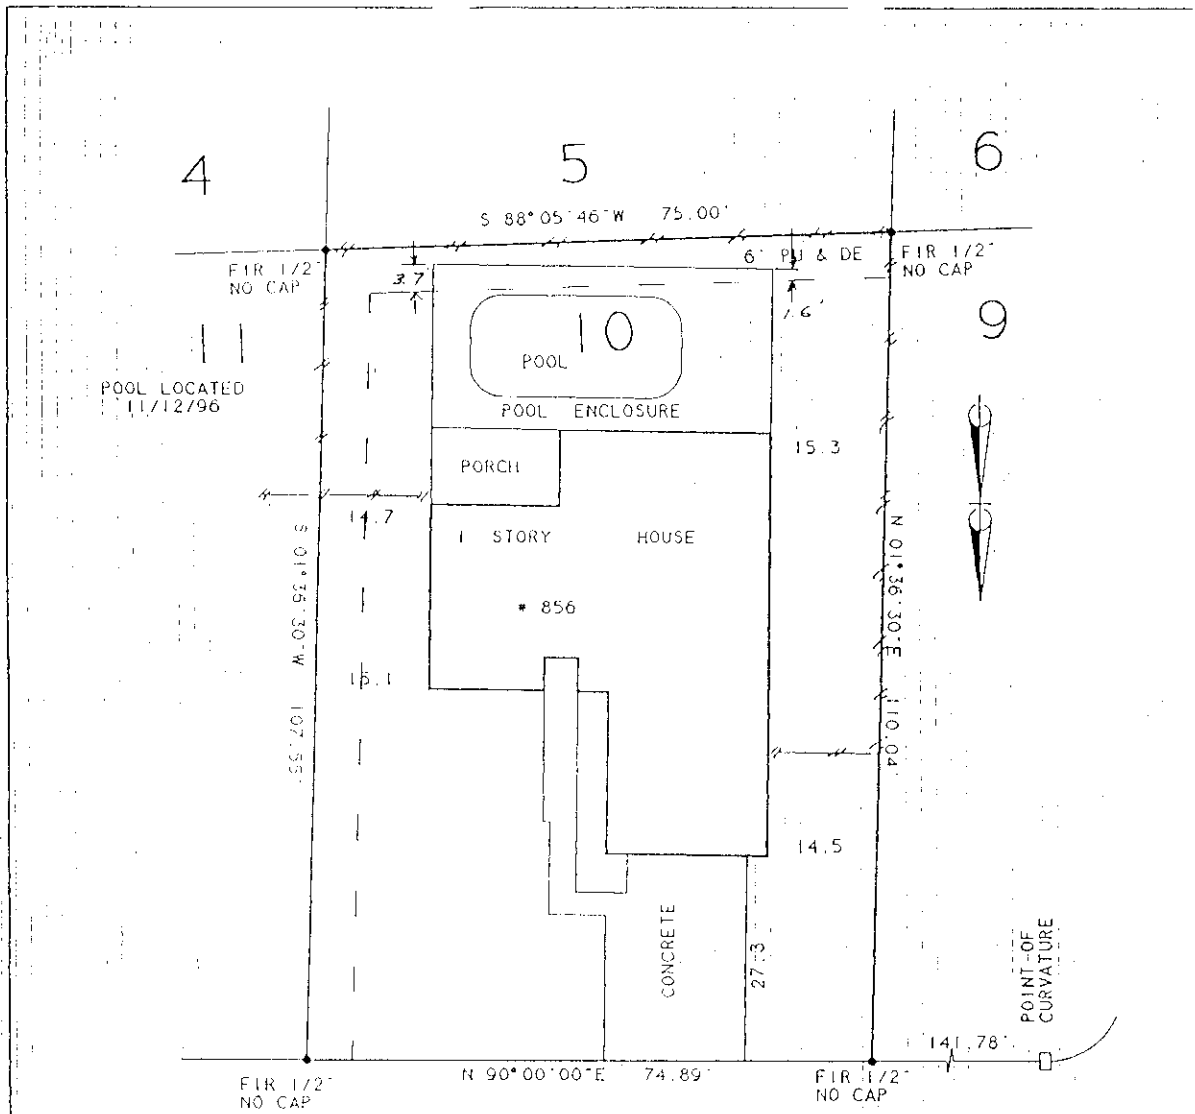 4
5
6
S 88°05'46"W 75.00'
6' PU & DE
FIR 1/2"
NO CAP
FIR 1/2"
NO CAP
3.7
1.6'
9
11
10
POOL
POOL LOCATED
11/12/96
POOL ENCLOSURE
15.3
PORCH
14.7
1 STORY HOUSE
# 856
S 01°36'30"W 107.55'
N 01°36'30"E 110.04'
15.1
14.5
CONCRETE
27.3
POINT-OF
CURVATURE
141.78'
N 90°00'00"E 74.89'
FIR 1/2"
NO CAP
FIR 1/2"
NO CAP